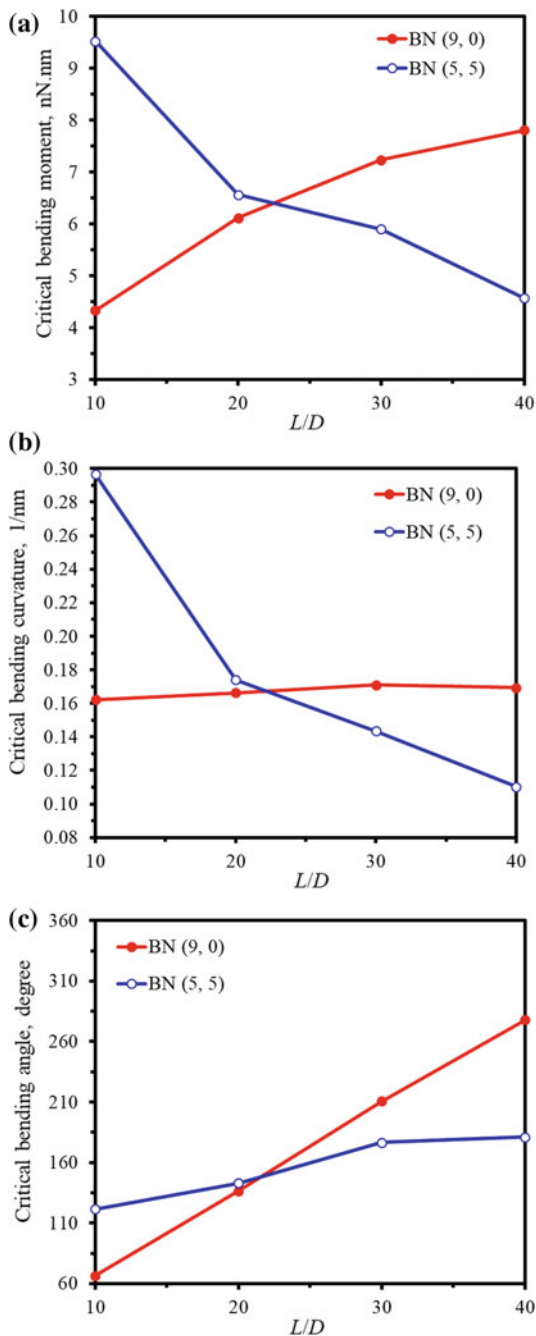 (a)
Critical bending moment, nN.nm
10
9
8
7
6
5
4
3
BN (9, 0)
BN (5, 5)
10 20 30 40
L/D
(b)
Critical bending curvature, 1/nm
0.30
0.28
0.26
0.24
0.22
0.20
0.18
0.16
0.14
0.12
0.10
0.08
BN (9, 0)
BN (5, 5)
10 20 30 40
L/D
(c)
Critical bending angle, degree
360
310
260
210
160
110
60
BN (9, 0)
BN (5, 5)
10 20 30 40
L/D